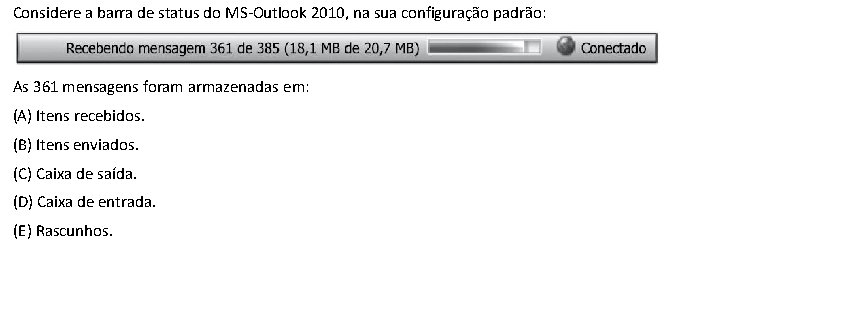 Considere a barra de status do MS-Outlook 2010, na sua configuração padrão:
Recebendo mensagem 361 de 385 (18,1 MB de 20,7 MB) Conectado
As 361 mensagens foram armazenadas em:
(A) Itens recebidos.
(B) Itens enviados.
(C) Caixa de saída.
(D) Caixa de entrada.
(E) Rascunhos.